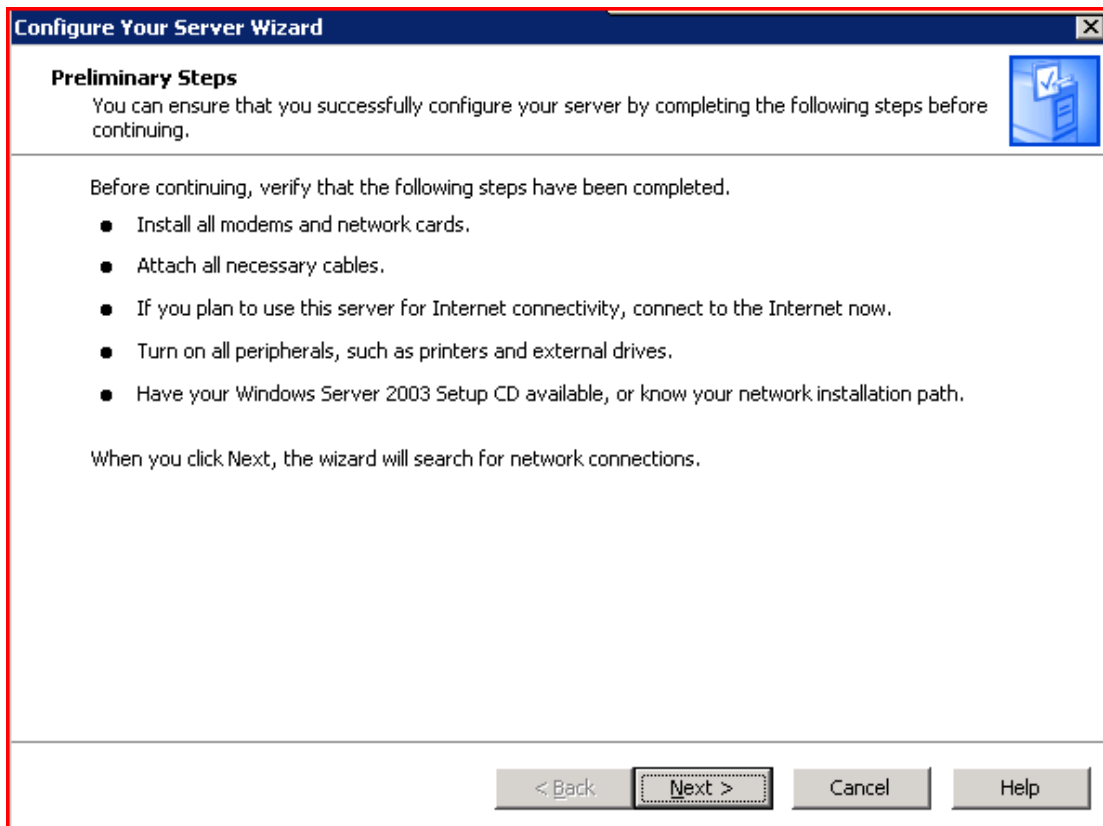 Configure Your Server Wizard
Preliminary Steps
You can ensure that you successfully configure your server by completing the following steps before
continuing.
Before continuing, verify that the following steps have been completed.
● Install all modems and network cards.
● Attach all necessary cables.
● If you plan to use this server for Internet connectivity, connect to the Internet now.
● Turn on all peripherals, such as printers and external drives.
● Have your Windows Server 2003 Setup CD available, or know your network installation path.
When you click Next, the wizard will search for network connections.
< Back Next > Cancel Help